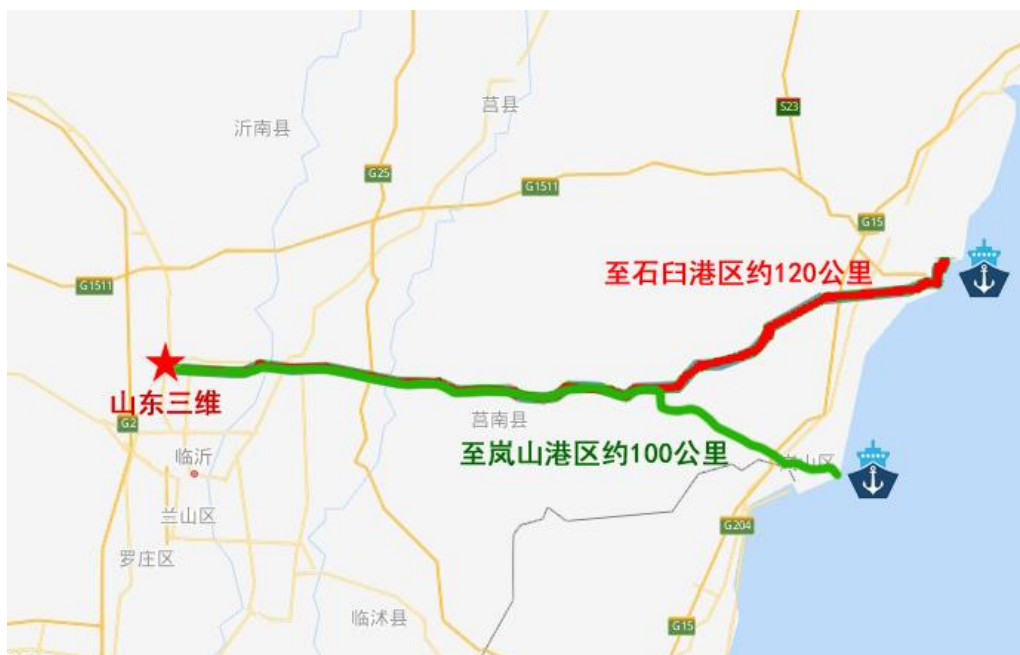 莒县
S23
沂南县
G25
G1511
G15
至石臼港区约120公里
G1511
山东三维
莒南县
G2
至岚山港区约100公里
临沂
山区
兰山区
G204
罗庄区
临沭县
G15